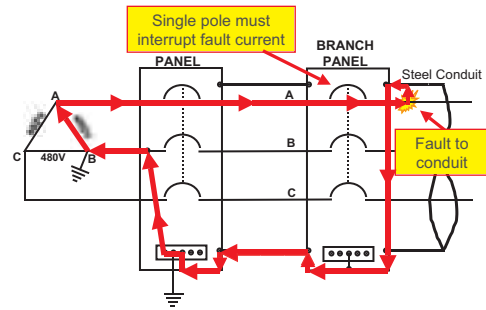 Single pole must
interrupt fault current
PANEL
BRANCH
PANEL
Steel Conduit
A
A
B
C
480V
B
Fault to
conduit
C